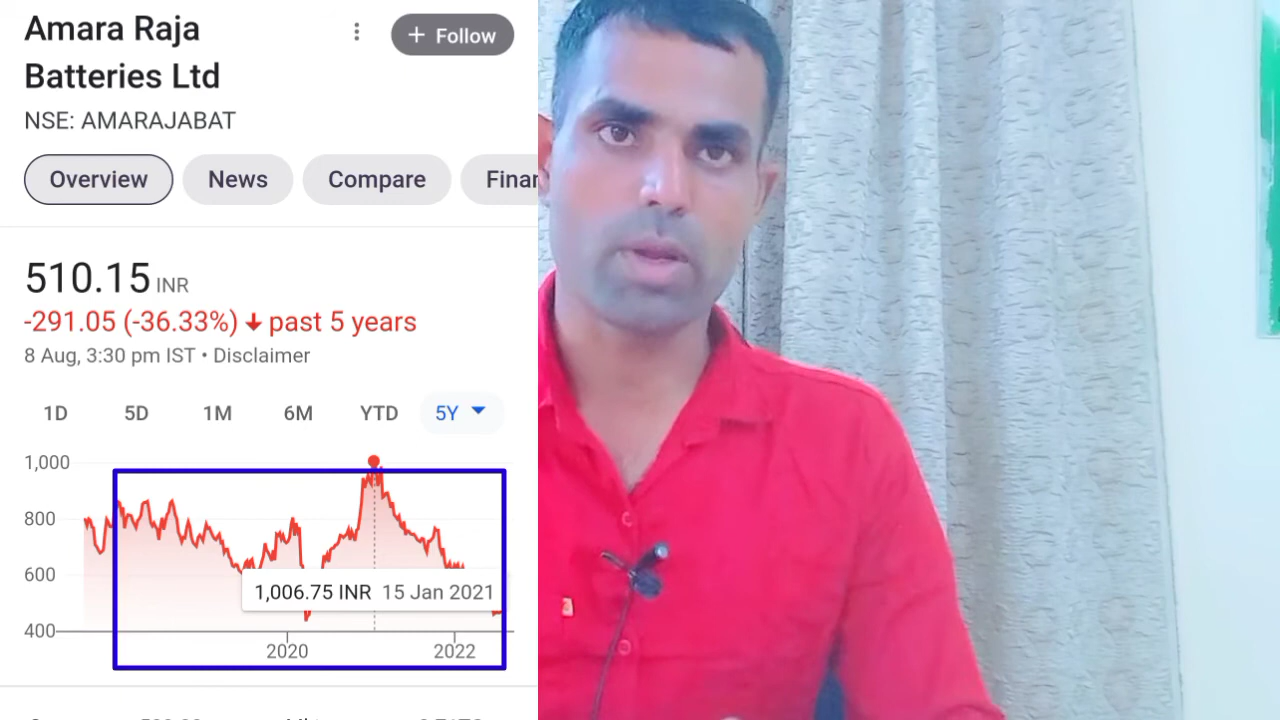 Amara Raja
Batteries Ltd
+ Follow
NSE: AMARAJABAT
Overview News Compare
510.15 INR
-291.05 (-36.33%) past 5 years
8 Aug, 3:30 pm IST • Disclaimer
1D 5D 1M 6M YTD 5Y
1,000
800
600
1,006.75 INR 15 Jan 2021
400
2020 2022